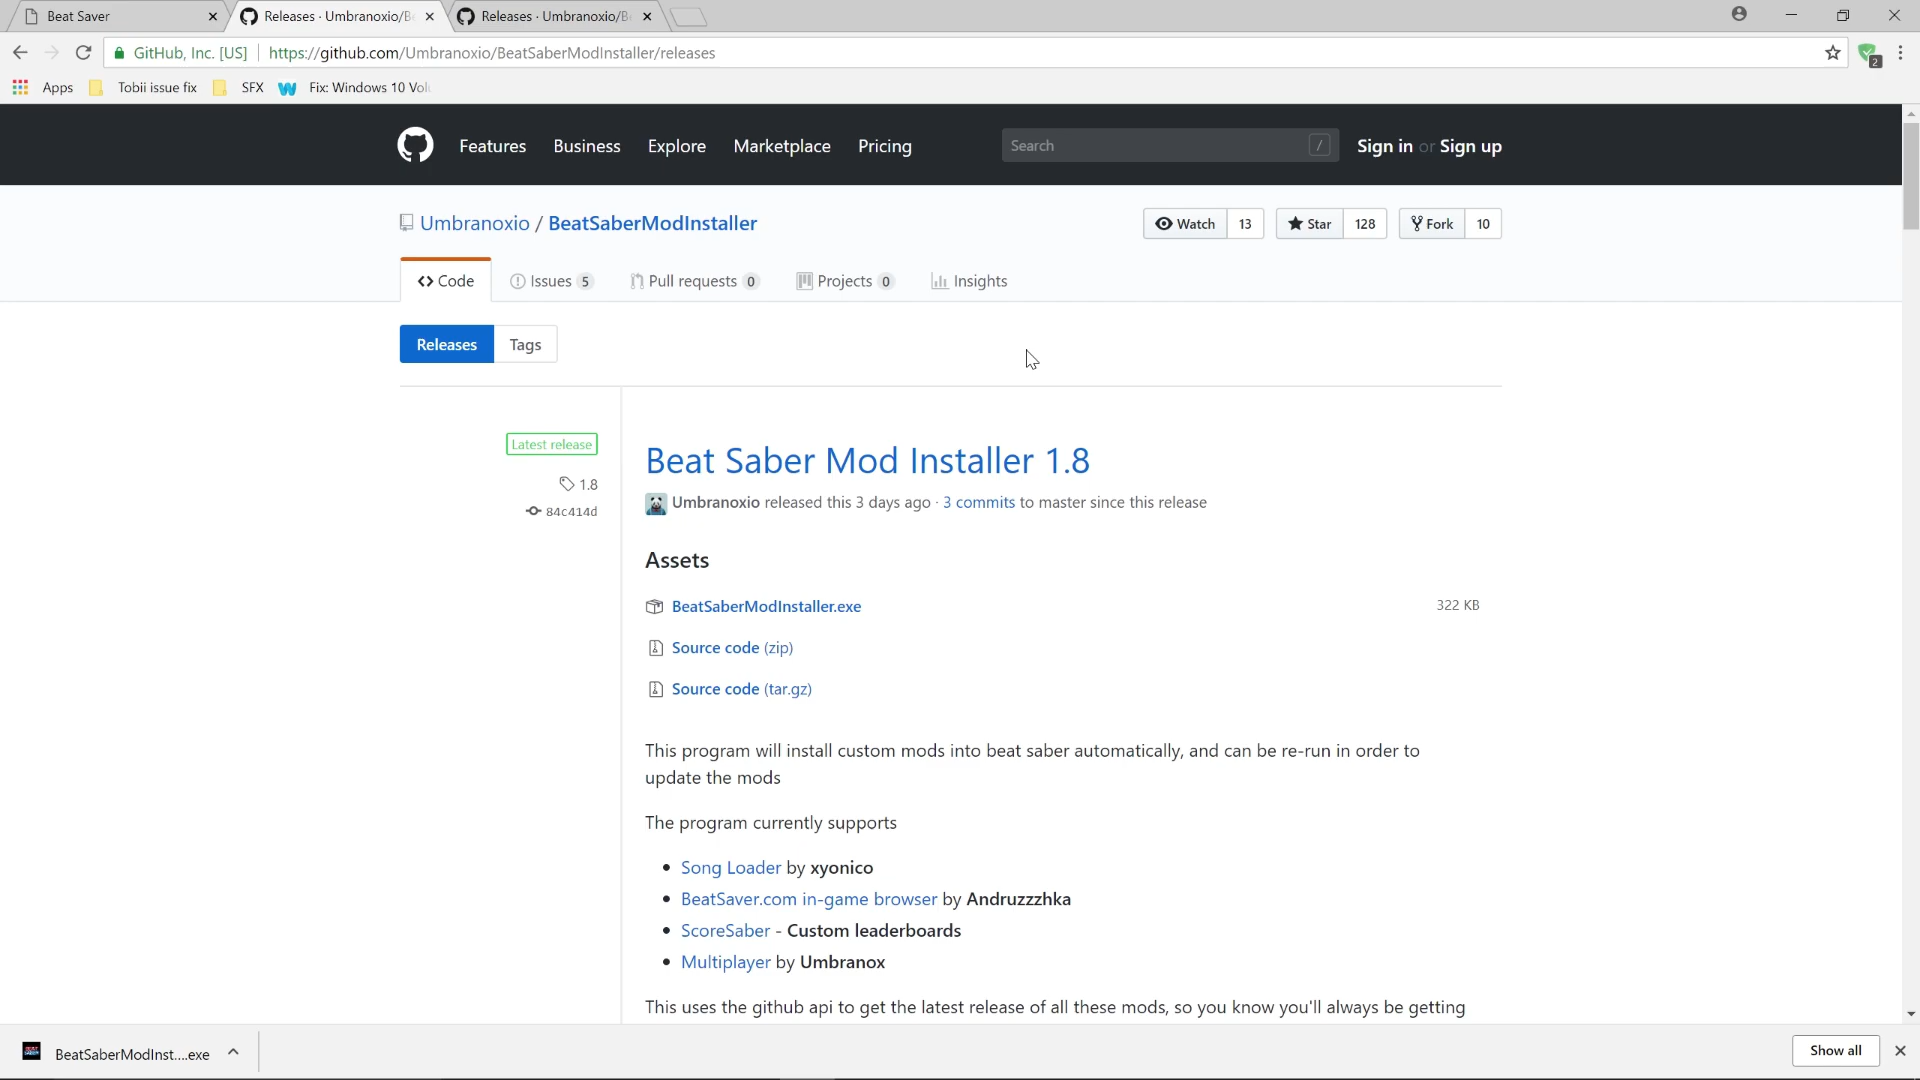 Beat Saver
Releases · Umbranoxio/Be
Releases · Umbranoxio/Be
GitHub, Inc. [US] https://github.com/Umbranoxio/BeatSaberModInstaller/releases
2
Apps Tobii issue fix SFX Fix: Windows 10 Volu
Features Business Explore Marketplace Pricing Search / Sign in or Sign up
Umbranoxio / BeatSaberModInstaller Watch 13 Star 128 Fork 10
Code Issues 5 Pull requests 0 Projects 0 Insights
Releases Tags
Latest release
1.8
84c414d
Beat Saber Mod Installer 1.8
Umbranoxio released this 3 days ago · 3 commits to master since this release
Assets
BeatSaberModInstaller.exe 322 KB
Source code (zip)
Source code (tar.gz)
This program will install custom mods into beat saber automatically, and can be re-run in order to
update the mods
The program currently supports
• Song Loader by xyonico
• BeatSaver.com in-game browser by Andruzzzhka
• ScoreSaber - Custom leaderboards
• Multiplayer by Umbranox
This uses the github api to get the latest release of all these mods, so you know you'll always be getting
BeatSaberModInst....exe Show all